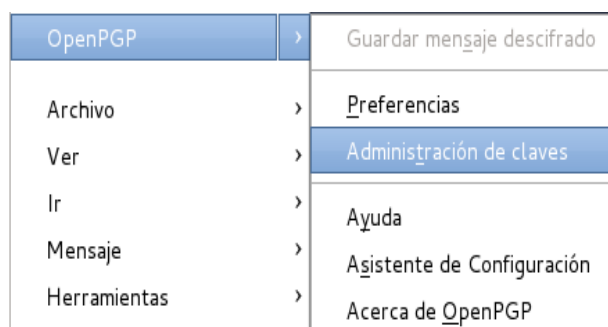 OpenPGP
Archivo
Ver
Ir
Mensaje
Herramientas
Guardar mensaje descifrado
Preferencias
Administración de claves
Ayuda
Asistente de Configuración
Acerca de OpenPGP